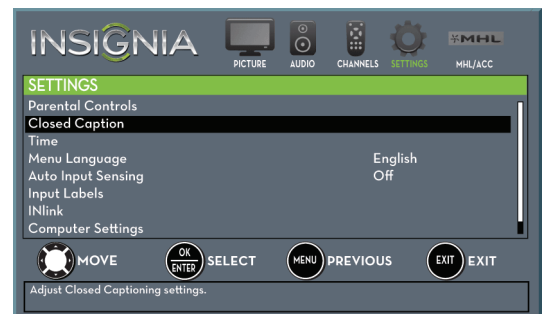 INSIGNIA
PICTURE AUDIO CHANNELS SETTINGS MHL MHL/ACC
SETTINGS
Parental Controls
Closed Caption
Time
Menu Language English
Auto Input Sensing Off
Input Labels
INlink
Computer Settings
MOVE OK ENTER SELECT MENU PREVIOUS EXIT EXIT
Adjust Closed Captioning settings.